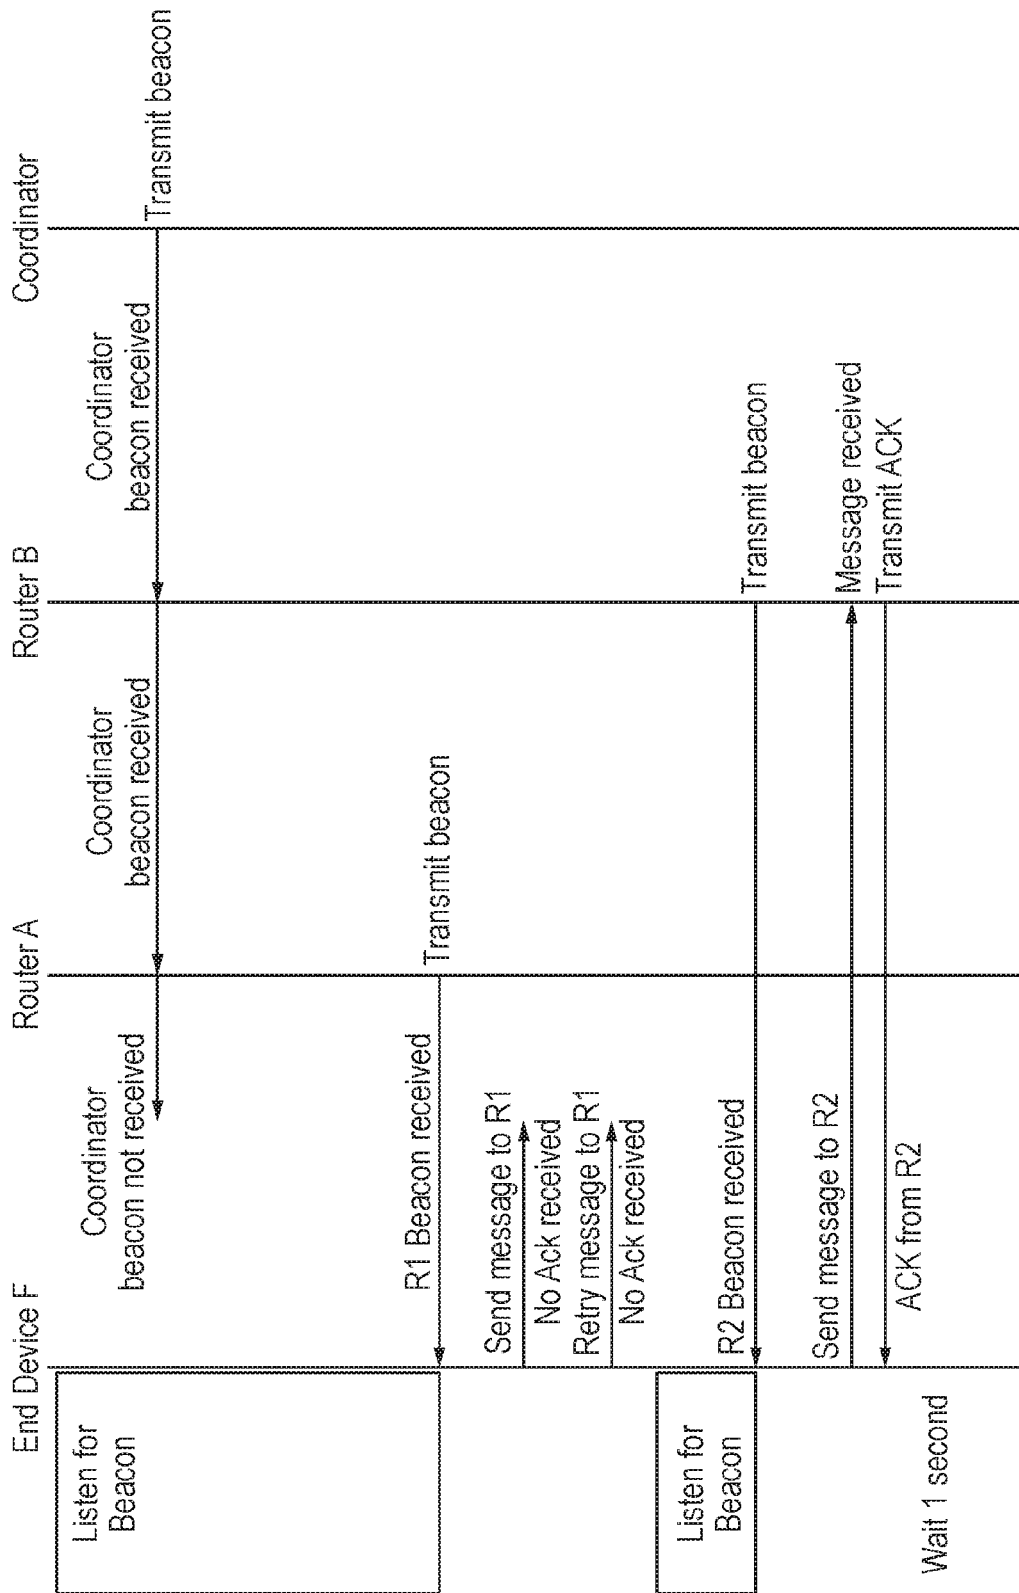 End Device F
Router A
Router B
Coordinator
Listen for
Beacon
Coordinator
beacon not received
Coordinator
beacon received
Coordinator
beacon received
Transmit beacon
R1 Beacon received
Transmit beacon
Send message to R1
No Ack received
Retry message to R1
No Ack received
Listen for
Beacon
R2 Beacon received
Transmit beacon
Send message to R2
Message received
ACK from R2
Transmit ACK
Wait 1 second